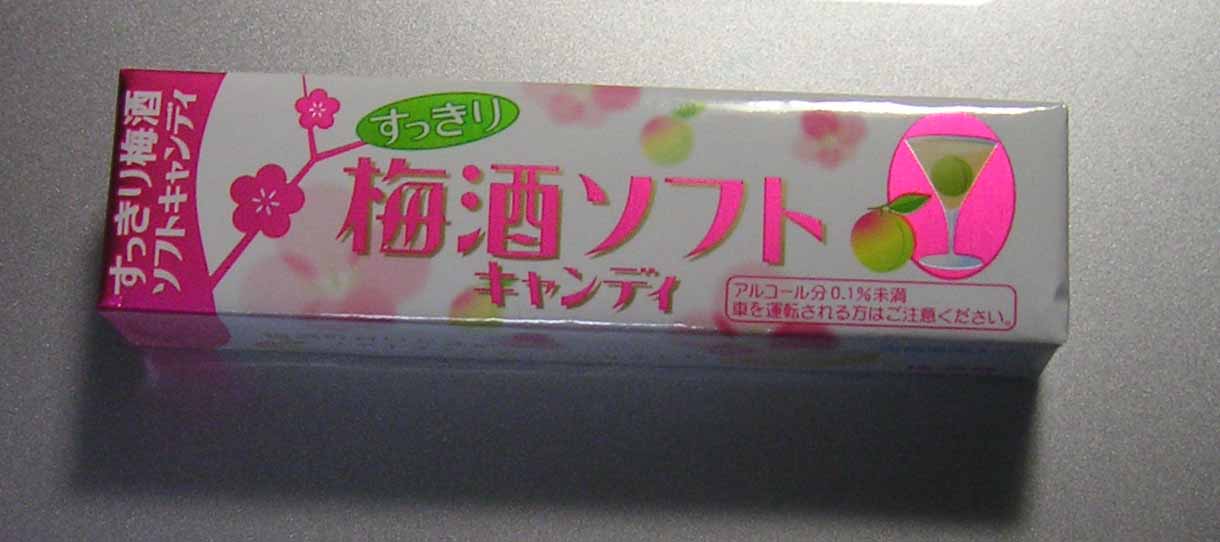 すっきり梅酒
ソフトキャンディ
すっきり
梅酒ソフト
キャンディ
アルコール分0.1%未満
車を運転される方はご注意ください。